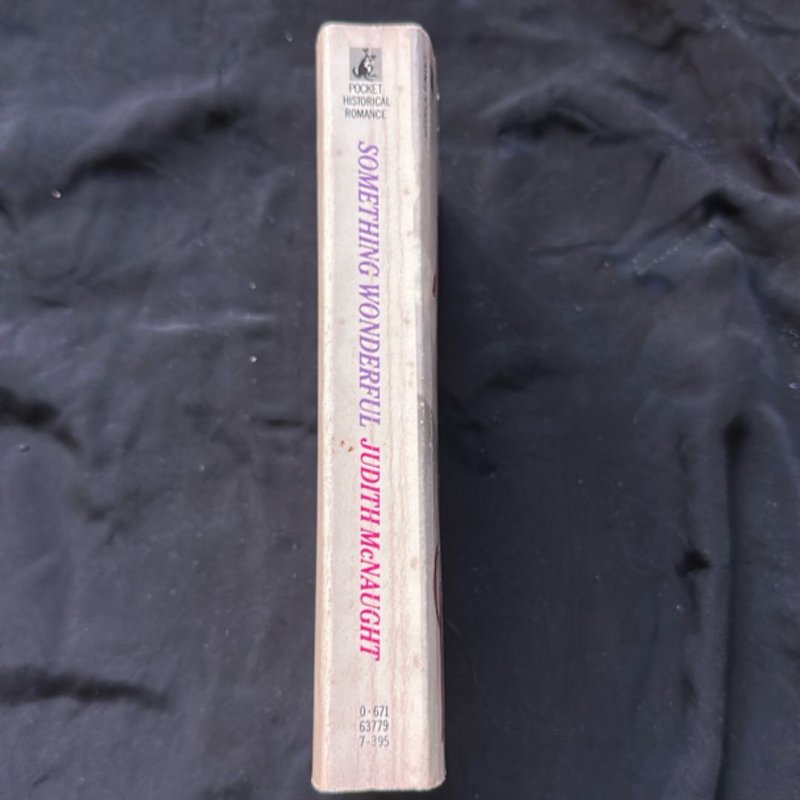 POCKET
HISTORICAL
ROMANCE
SOMETHING WONDERFUL JUDITH McNAUGHT
0-671
63779
7-395